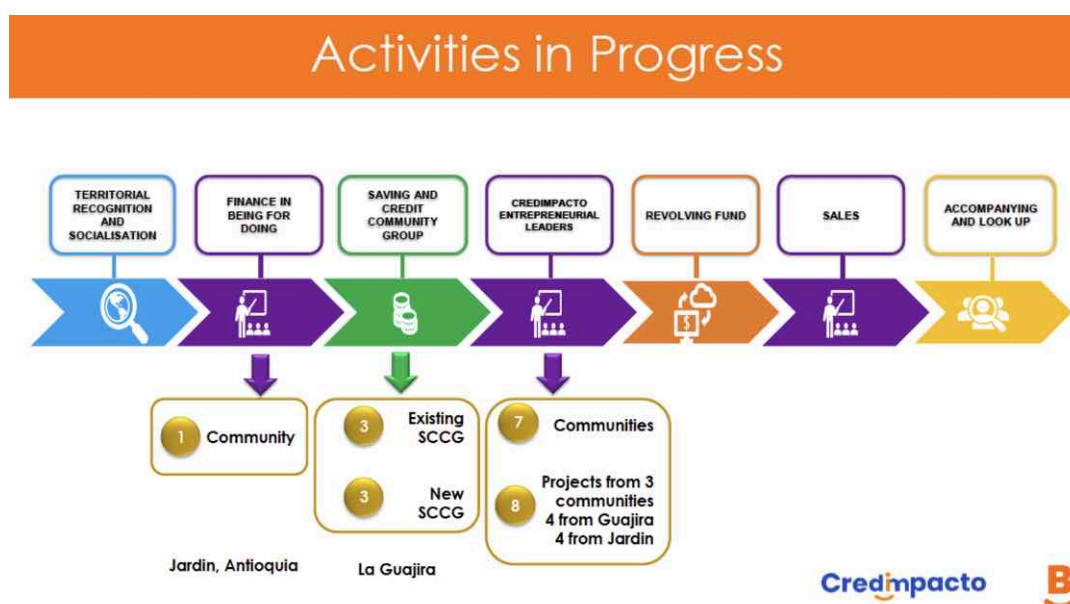 Activities in Progress
TERRITORIAL
RECOGNITION
AND
SOCIALISATION
FINANCE IN
BEING FOR
DOING
SAVING AND
CREDIT
COMMUNITY
GROUP
CREDIMPACTO
ENTREPRENEURIAL
LEADERS
REVOLVING FUND
SALES
ACCOMPANYING
AND LOOK UP
$
1 Community
3 Existing
SCCG
3 New
SCCG
7 Communities
8 Projects from 3
communities
4 from Guajira
4 from Jardin
Jardin, Antioquia
La Guajira
Credimpacto
B